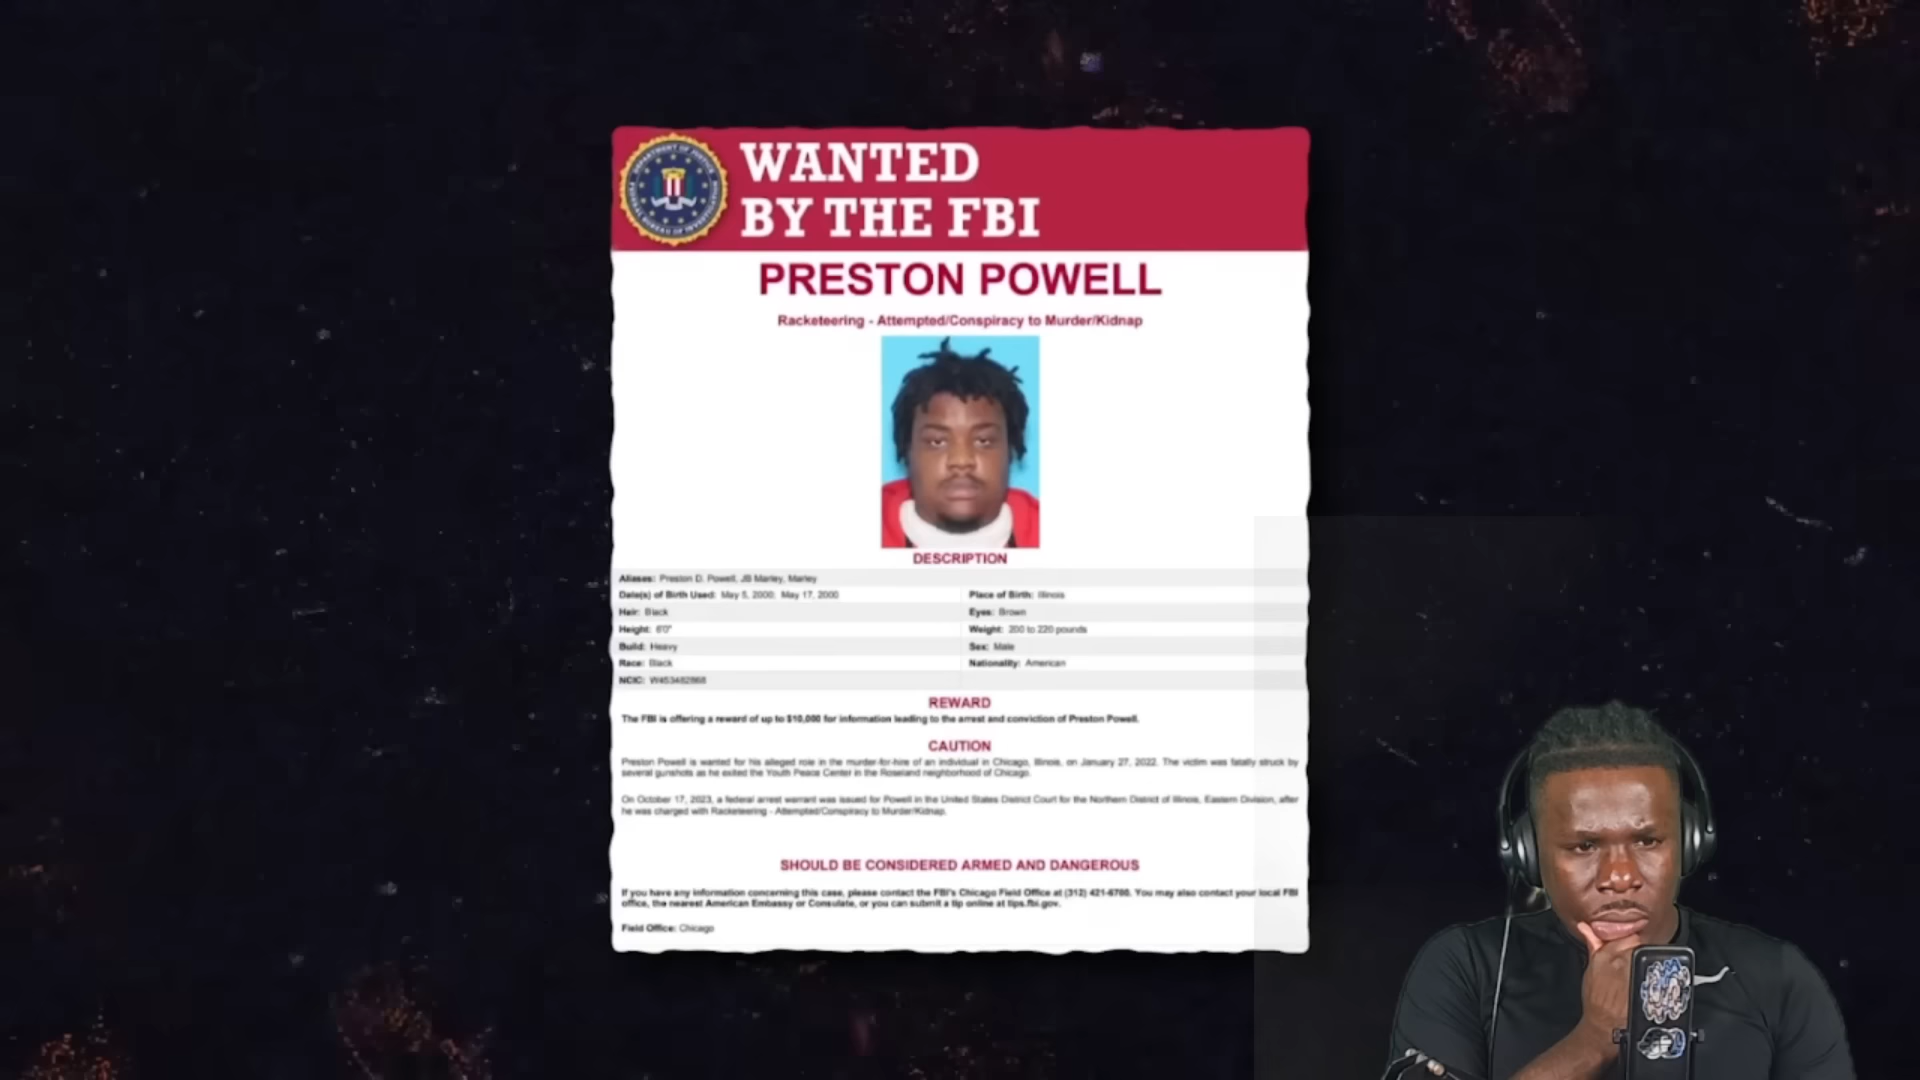 WANTED
BY THE FBI
PRESTON POWELL
Racketeering - Attempted/Conspiracy to Murder/Kidnap
DESCRIPTION
Aliases: Preston D. Powell, JB Marley, Marley
Date(s) of Birth Used: May 5, 2000; May 17, 2000 Place of Birth: Illinois
Hair: Black Eyes: Brown
Height: 6'0" Weight: 200 to 220 pounds
Build: Heavy Sex: Male
Race: Black Nationality: American
NCIC:
REWARD
The FBI is offering a reward of up to $10,000 for information leading to the arrest and conviction of Preston Powell.
CAUTION
Preston Powell is wanted for his alleged role in the murder-for-hire of an individual in Chicago, Illinois, on January 27, 2022. The victim was fatally struck by
several gunshots as he exited the Youth Peace Center in the Roseland neighborhood of Chicago.
On October 17, 2023, a federal arrest warrant was issued for Powell in the United States District Court for the Northern District of Illinois, Eastern Division, after
he was charged with Racketeering - Attempted/Conspiracy to Murder/Kidnap.
SHOULD BE CONSIDERED ARMED AND DANGEROUS
If you have any information concerning this case, please contact the FBI's Chicago Field Office at (312) 421-6700. You may also contact your local FBI
office, the nearest American Embassy or Consulate, or you can submit a tip online at tips.fbi.gov.
Field Office: Chicago